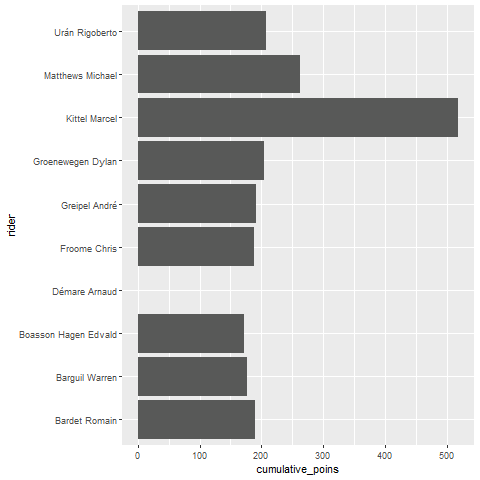 Urán Rigoberto
Matthews Michael
Kittel Marcel
Groenewegen Dylan
Greipel André
Froome Chris
Démare Arnaud
Boasson Hagen Edvald
Barguil Warren
Bardet Romain
rider
0 100 200 300 400 500
cumulative_poins